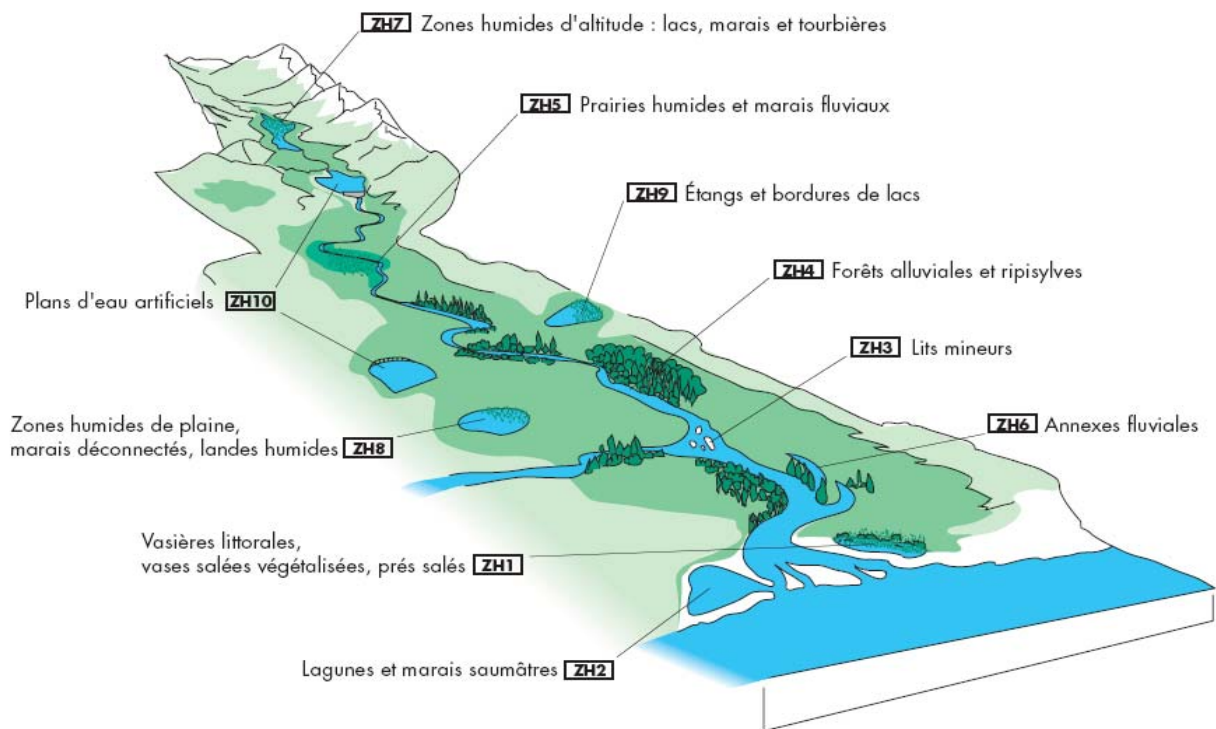 ZH7 Zones humides d'altitude : lacs, marais et tourbières
ZH5 Prairies humides et marais fluviaux
ZH9 Étangs et bordures de lacs
ZH4 Forêts alluviales et ripisylves
Plans d'eau artificiels ZH10
ZH3 Lits mineurs
Zones humides de plaine,
marais déconnectés, landes humides ZH8
ZH6 Annexes fluviales
Vasières littorales,
vases salées végétalisées, prés salés ZH1
Lagunes et marais saumâtres ZH2